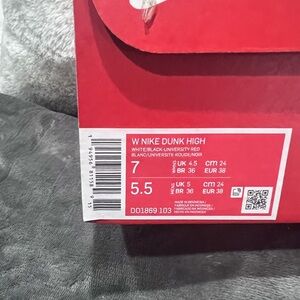 W NIKE DUNK HIGH
WHITE/BLACK-UNIVERSITY RED
BLANC/UNIVERSITY ROUGE/NOIR
7 UK 4.5 cm 24
BR 36 EUR 38
5.5 UK 5 cm 24
BR 36 EUR 38
DD1869 103